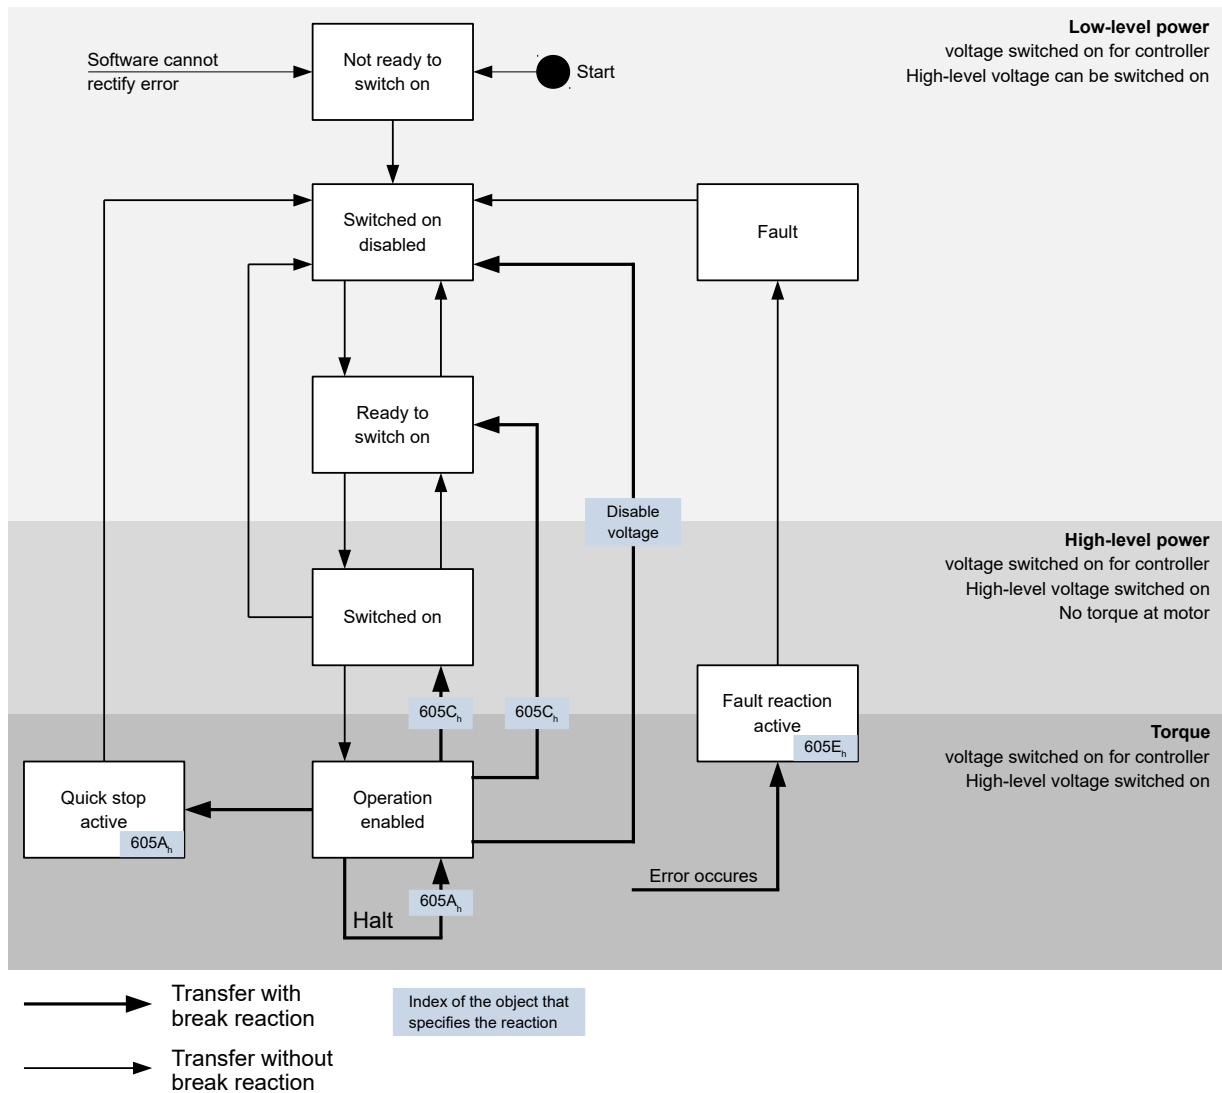 Low-level power
voltage switched on for controller
High-level voltage can be switched on
Software cannot
rectify error
Not ready to
switch on
Start
Switched on
disabled
Fault
Ready to
switch on
Disable
voltage
High-level power
voltage switched on for controller
High-level voltage switched on
No torque at motor
Switched on
605Ch
605Ch
Fault reaction
active
605Eh
Torque
voltage switched on for controller
High-level voltage switched on
Quick stop
active
605Ah
Operation
enabled
Error occures
605Ah
Halt
Transfer with
break reaction
Index of the object that
specifies the reaction
Transfer without
break reaction